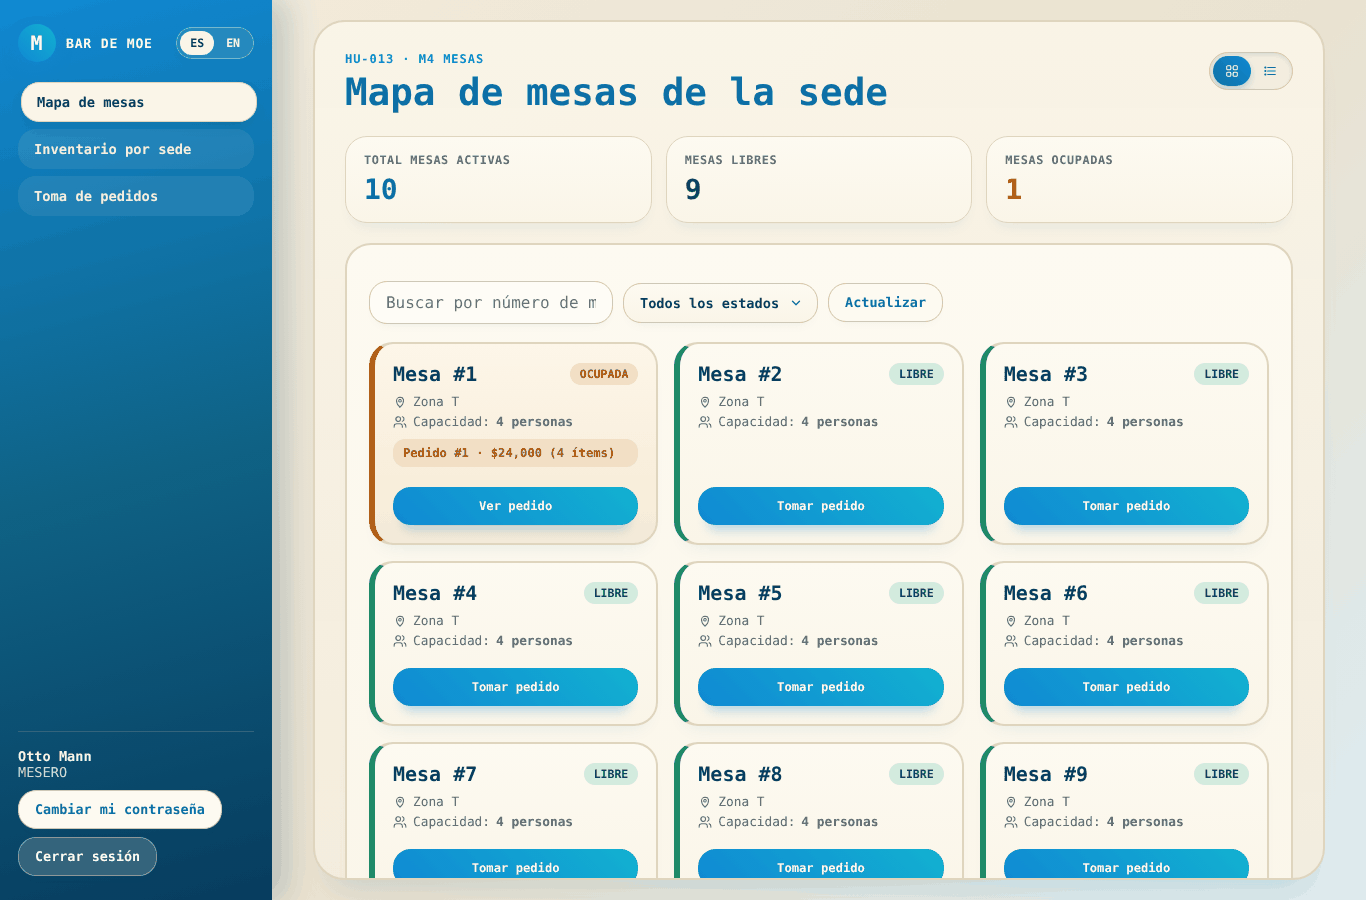 M BAR DE MOE ES EN
Mapa de mesas
Inventario por sede
Toma de pedidos
Otto Mann
MESERO
Cambiar mi contraseña
Cerrar sesión
HU-013 · M4 MESAS
Mapa de mesas de la sede
TOTAL MESAS ACTIVAS
10
MESAS LIBRES
9
MESAS OCUPADAS
1
Buscar por número de m
Todos los estados
Actualizar
Mesa #1 OCUPADA
Zona T
Capacidad: 4 personas
Pedido #1 · $24,000 (4 ítems)
Ver pedido
Mesa #2 LIBRE
Zona T
Capacidad: 4 personas
Tomar pedido
Mesa #3 LIBRE
Zona T
Capacidad: 4 personas
Tomar pedido
Mesa #4 LIBRE
Zona T
Capacidad: 4 personas
Tomar pedido
Mesa #5 LIBRE
Zona T
Capacidad: 4 personas
Tomar pedido
Mesa #6 LIBRE
Zona T
Capacidad: 4 personas
Tomar pedido
Mesa #7 LIBRE
Zona T
Capacidad: 4 personas
Tomar pedido
Mesa #8 LIBRE
Zona T
Capacidad: 4 personas
Tomar pedido
Mesa #9 LIBRE
Zona T
Capacidad: 4 personas
Tomar pedido